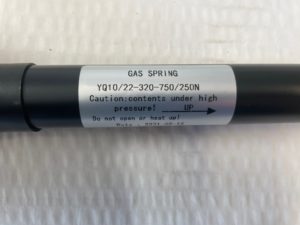 GAS SPRING
YQ10/22-320-750/250N
Caution:contents under high
pressure! UP
Do not open or heat up!